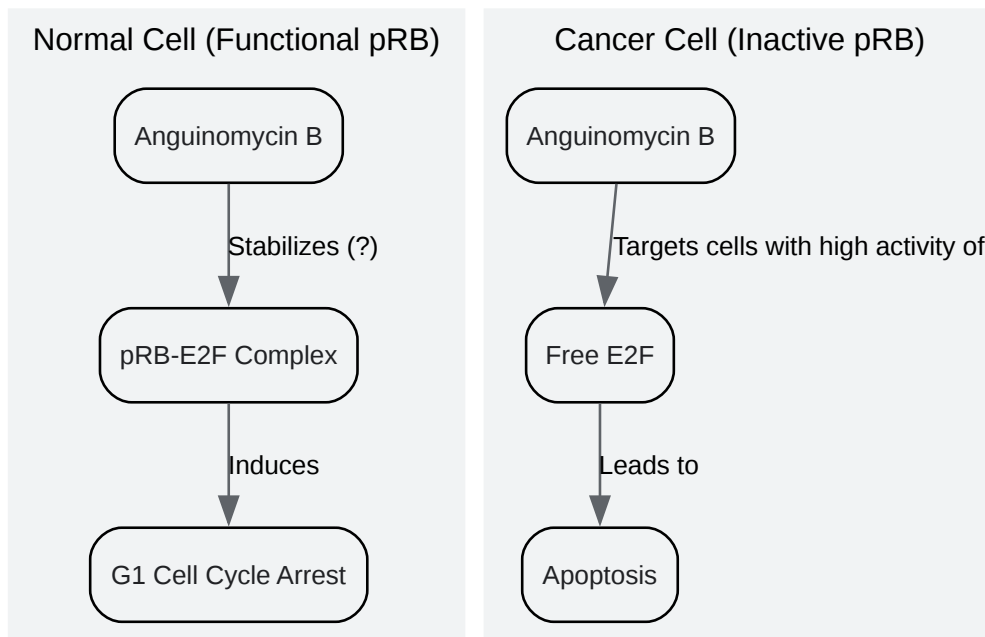 Normal Cell (Functional pRB)
Anguinomycin B
Stabilizes (?)
pRB-E2F Complex
Induces
G1 Cell Cycle Arrest
Cancer Cell (Inactive pRB)
Anguinomycin B
Targets cells with high activity of
Free E2F
Leads to
Apoptosis